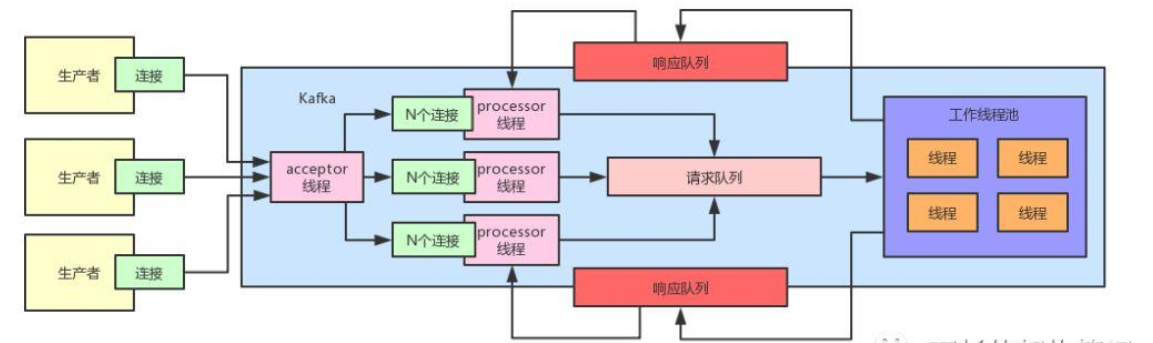 响应队列
生产者
连接
Kafka
N个连接
processor
线程
工作线程池
生产者
连接
acceptor
线程
N个连接
processor
线程
请求队列
线程
线程
线程
线程
生产者
连接
N个连接
processor
线程
响应队列